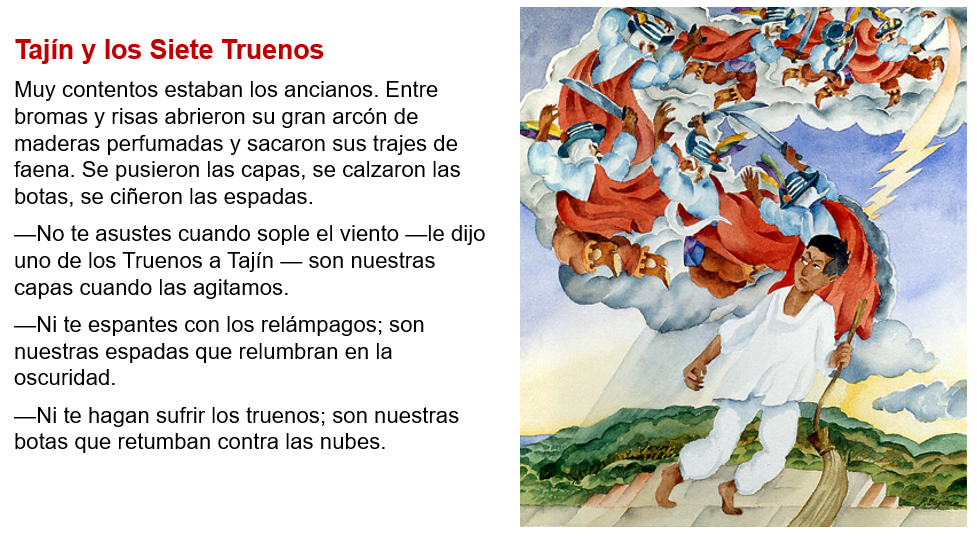 Tajín y los Siete Truenos
Muy contentos estaban los ancianos. Entre
bromas y risas abrieron su gran arcón de
maderas perfumadas y sacaron sus trajes de
faena. Se pusieron las capas, se calzaron las
botas, se ciñeron las espadas.
—No te asustes cuando sople el viento —le dijo
uno de los Truenos a Tajín — son nuestras
capas cuando las agitamos.
—Ni te espantes con los relámpagos; son
nuestras espadas que relumbran en la
oscuridad.
—Ni te hagan sufrir los truenos; son nuestras
botas que retumban contra las nubes.